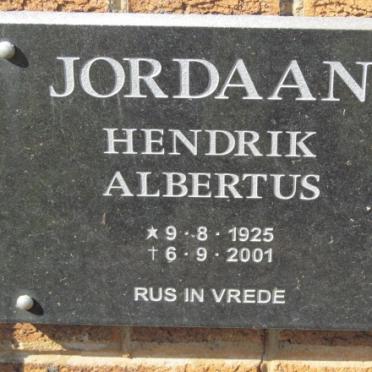 JORDAAN
HENDRIK
ALBERTUS
★ 9 · 8 · 1925
† 6 · 9 · 2001
RUS IN VREDE